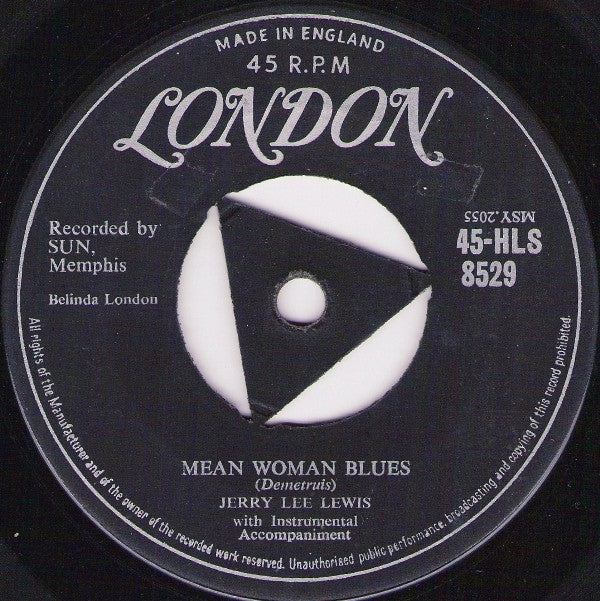 MADE IN ENGLAND
45 R.P.M
LONDON
Recorded by
SUN,
Memphis
Belinda London
MSY.2055
45-HLS
8529
MEAN WOMAN BLUES
(Demetruis)
JERRY LEE LEWIS
with Instrumental
Accompaniment
All rights of the Manufacturer and of the owner of the recorded work reserved. Unauthorised public performance, broadcasting and copying of this record prohibited.